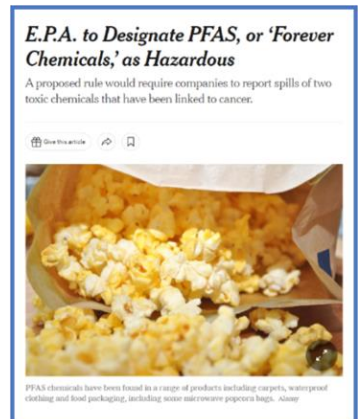 E.P.A. to Designate PFAS, or ‘Forever
Chemicals,’ as Hazardous
A proposed rule would require companies to report spills of two
toxic chemicals that have been linked to cancer.
Give this article
PFAS chemicals have been found in a range of products including carpets, waterproof
clothing and food packaging, including some microwave popcorn bags. Alamy